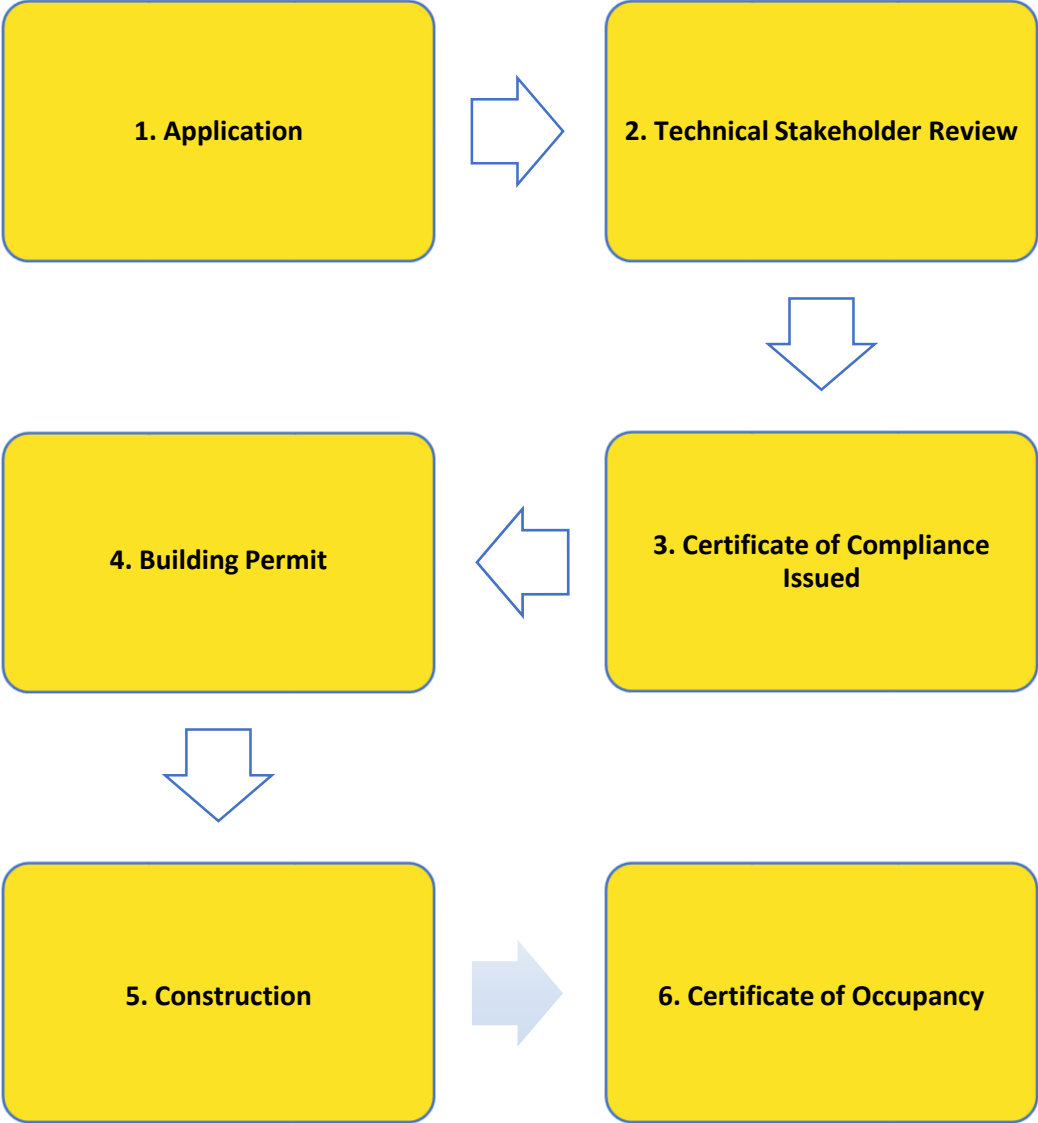 1. Application
2. Technical Stakeholder Review
3. Certificate of Compliance
Issued
4. Building Permit
5. Construction
6. Certificate of Occupancy